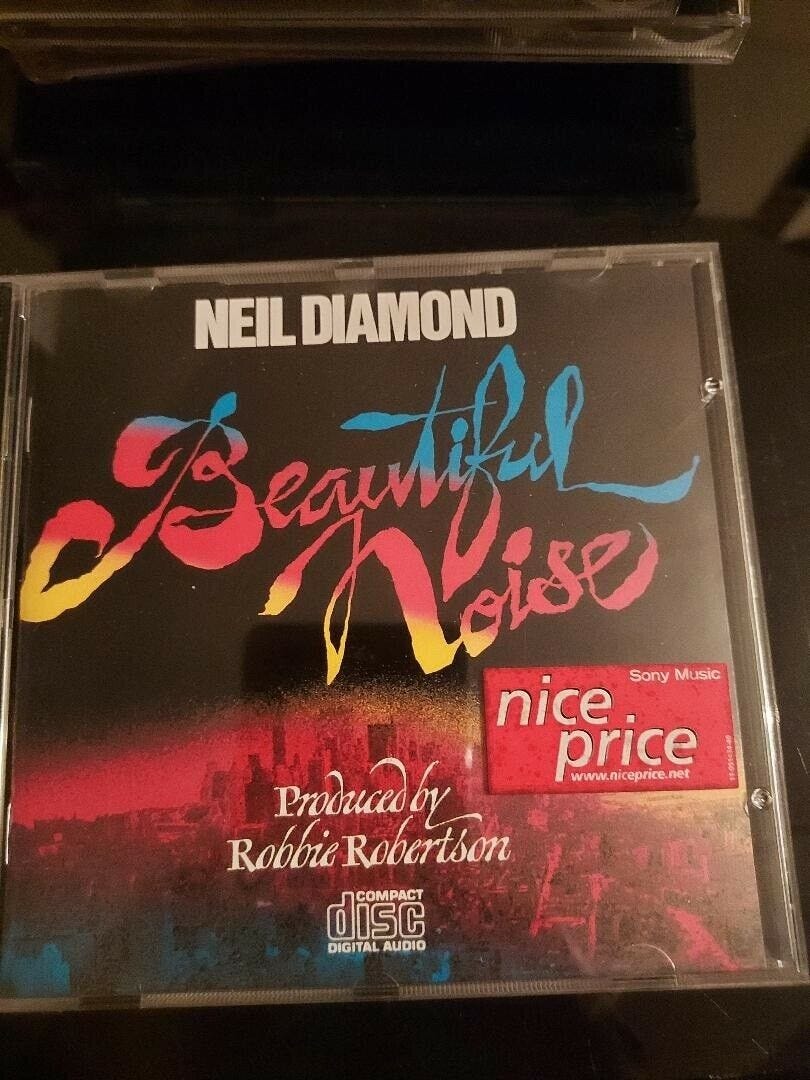 NEIL DIAMOND
Beautiful
Noise
Sony Music
nice
price
www.niceprice.net
Produced by
Robbie Robertson
COMPACT
disc
DIGITAL AUDIO